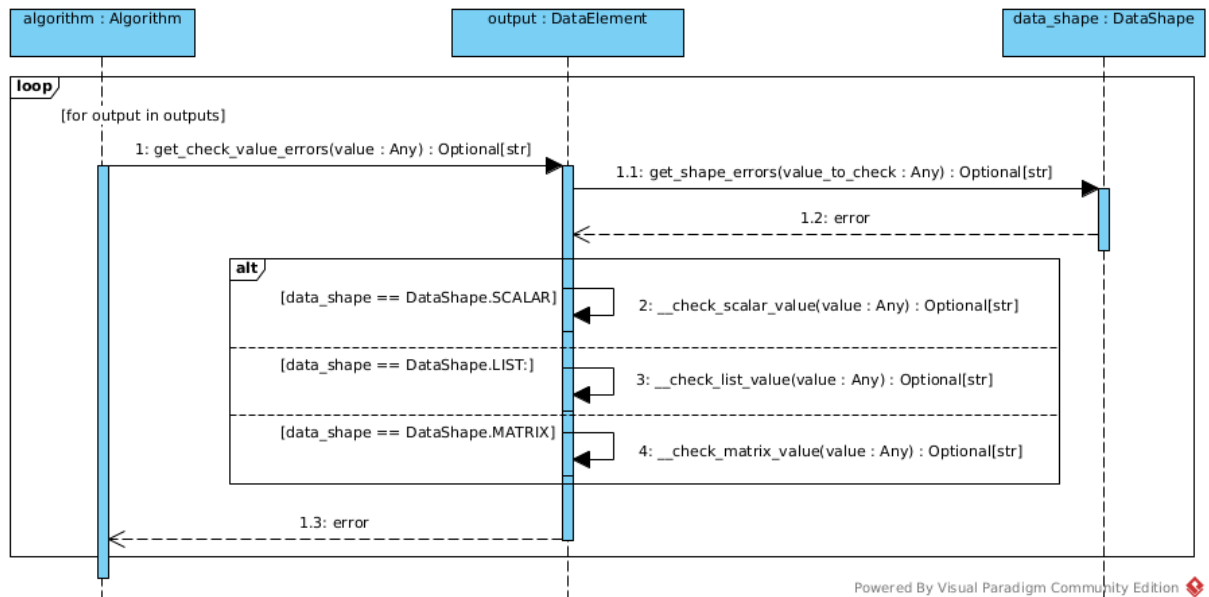 algorithm : Algorithm
output : DataElement
data_shape : DataShape
loop
[for output in outputs]
1: get_check_value_errors(value : Any) : Optional[str]
1.1: get_shape_errors(value_to_check : Any) : Optional[str]
1.2: error
alt
[data_shape == DataShape.SCALAR]
2: __check_scalar_value(value : Any) : Optional[str]
[data_shape == DataShape.LIST:]
3: __check_list_value(value : Any) : Optional[str]
[data_shape == DataShape.MATRIX]
4: __check_matrix_value(value : Any) : Optional[str]
1.3: error
Powered By Visual Paradigm Community Edition